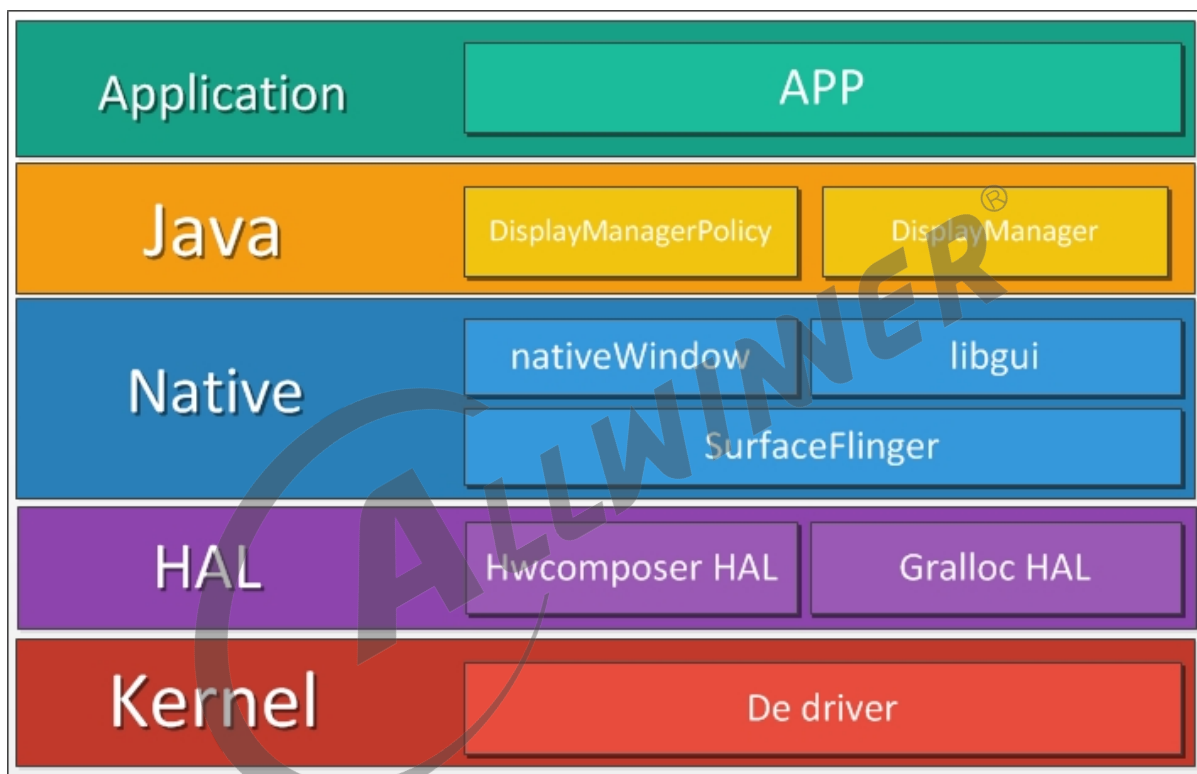 Application
APP
Java
DisplayManagerPolicy
DisplayManager
Native
nativeWindow
libgui
SurfaceFlinger
HAL
Hwcomposer HAL
Gralloc HAL
Kernel
De driver
ALLWINNER®